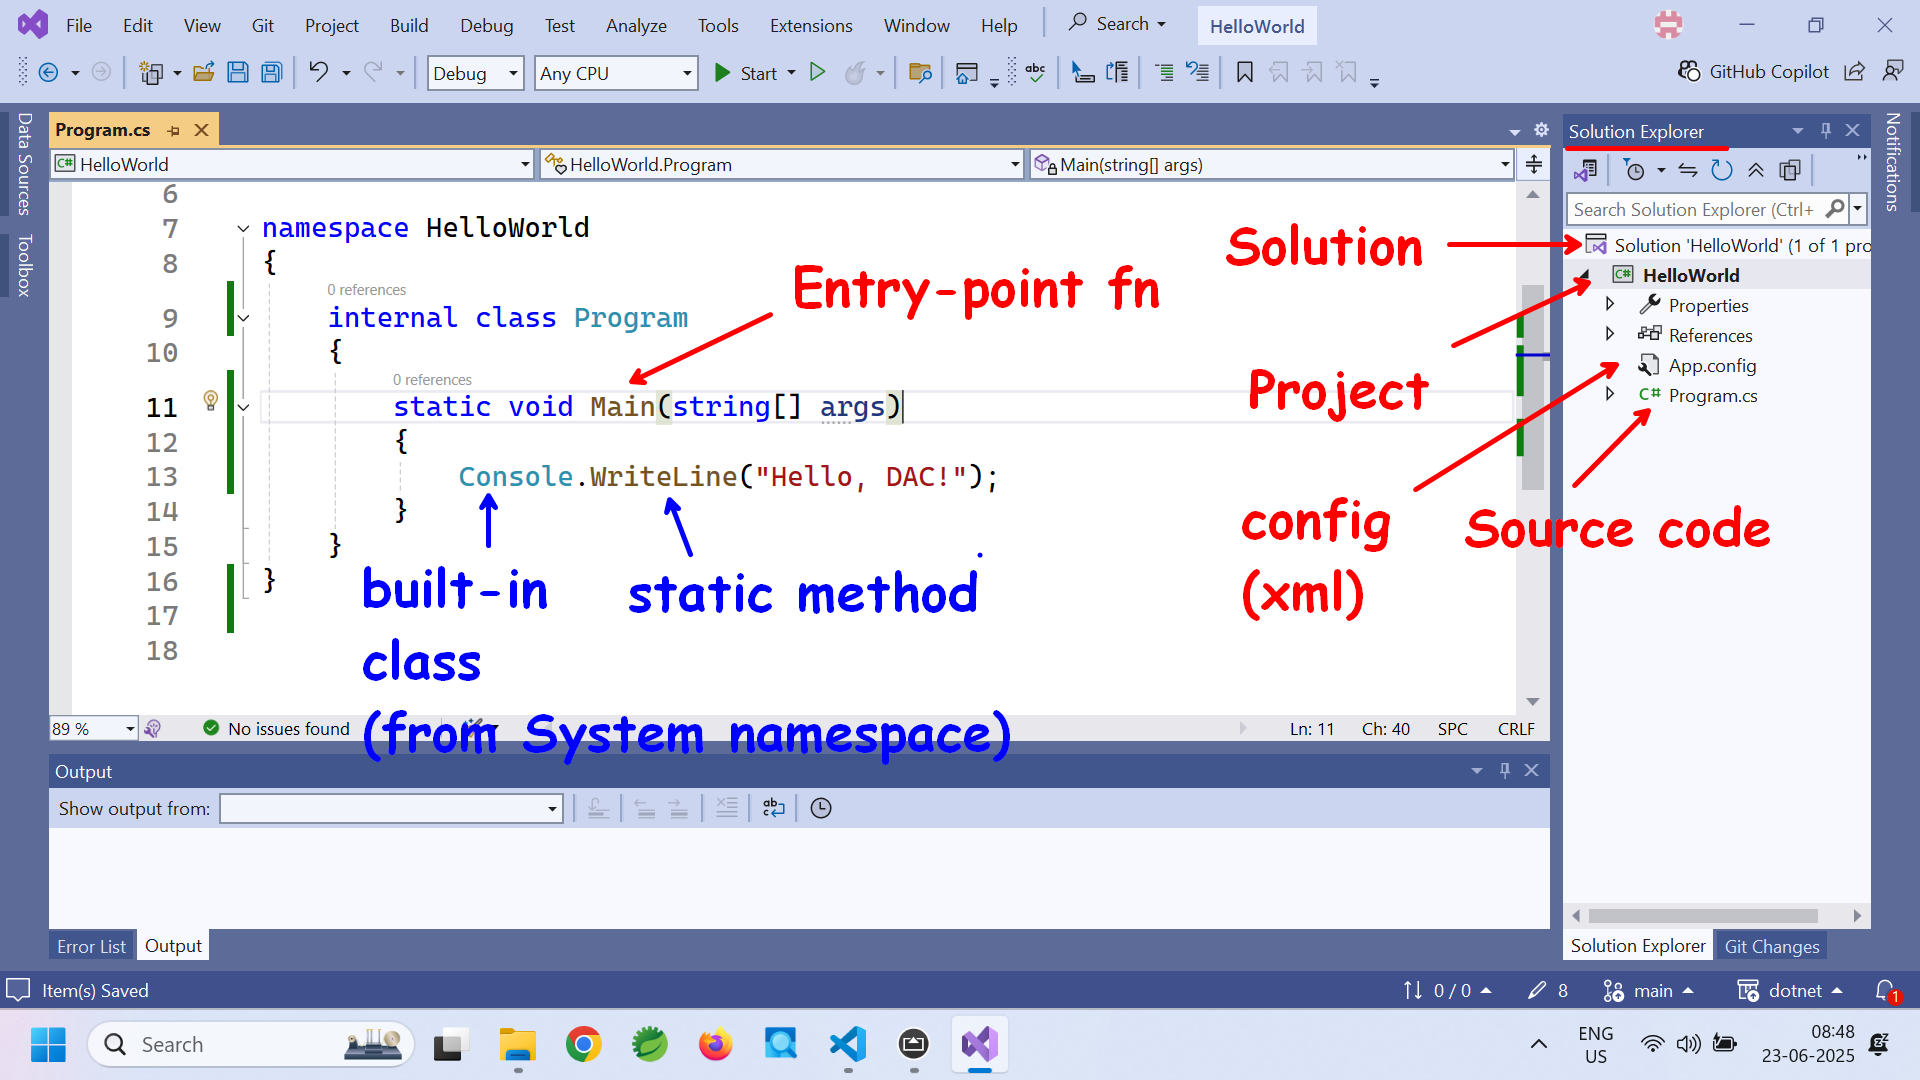 File Edit View Git Project Build Debug Test Analyze Tools Extensions Window Help Search HelloWorld
Debug Any CPU Start GitHub Copilot
Data Sources
Toolbox
Program.cs
HelloWorld HelloWorld.Program Main(string[] args)
6
7 namespace HelloWorld
8 {
0 references
9 internal class Program
10 {
0 references
11 static void Main(string[] args)
12 {
13 Console.WriteLine("Hello, DAC!");
14 }
15 }
16 }
17
18
Entry-point fn
Solution
Project
config
(xml)
Source code
built-in
class
(from System namespace)
static method
89 % No issues found Ln: 11 Ch: 40 SPC CRLF
Output
Show output from:
Error List Output
Solution Explorer
Search Solution Explorer (Ctrl+
Solution 'HelloWorld' (1 of 1 pro
HelloWorld
Properties
References
App.config
Program.cs
Solution Explorer Git Changes
Notifications
Item(s) Saved 0 / 0 8 main dotnet 1
Search ENG
US
08:48
23-06-2025